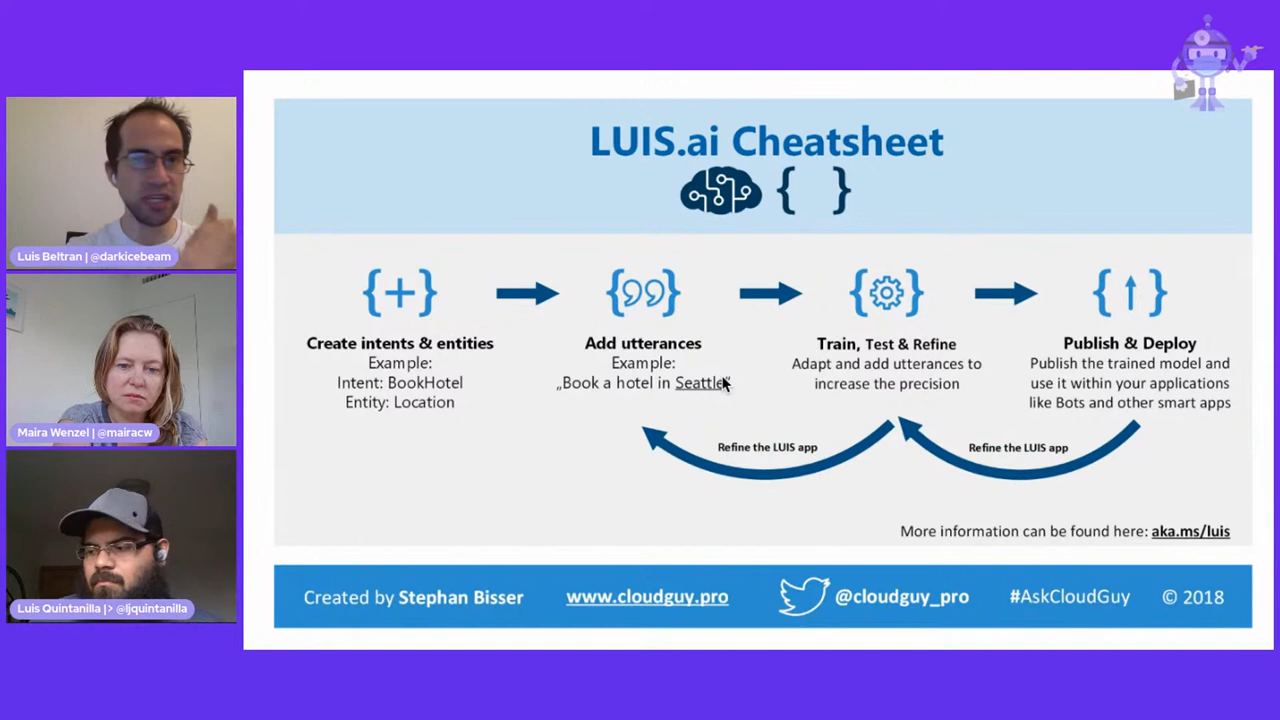 LUIS.ai Cheatsheet
Create intents & entities
Example:
Intent: BookHotel
Entity: Location
Add utterances
Example:
„Book a hotel in Seattle"
Train, Test & Refine
Adapt and add utterances to
increase the precision
Publish & Deploy
Publish the trained model and
use it within your applications
like Bots and other smart apps
Refine the LUIS app
Refine the LUIS app
More information can be found here: aka.ms/luis
Created by Stephan Bisser
www.cloudguy.pro
@cloudguy_pro
#AskCloudGuy
© 2018
Luis Beltran | @darkicebeam
Maira Wenzel | @mairacw
Luis Quintanilla |> @ljquintanilla